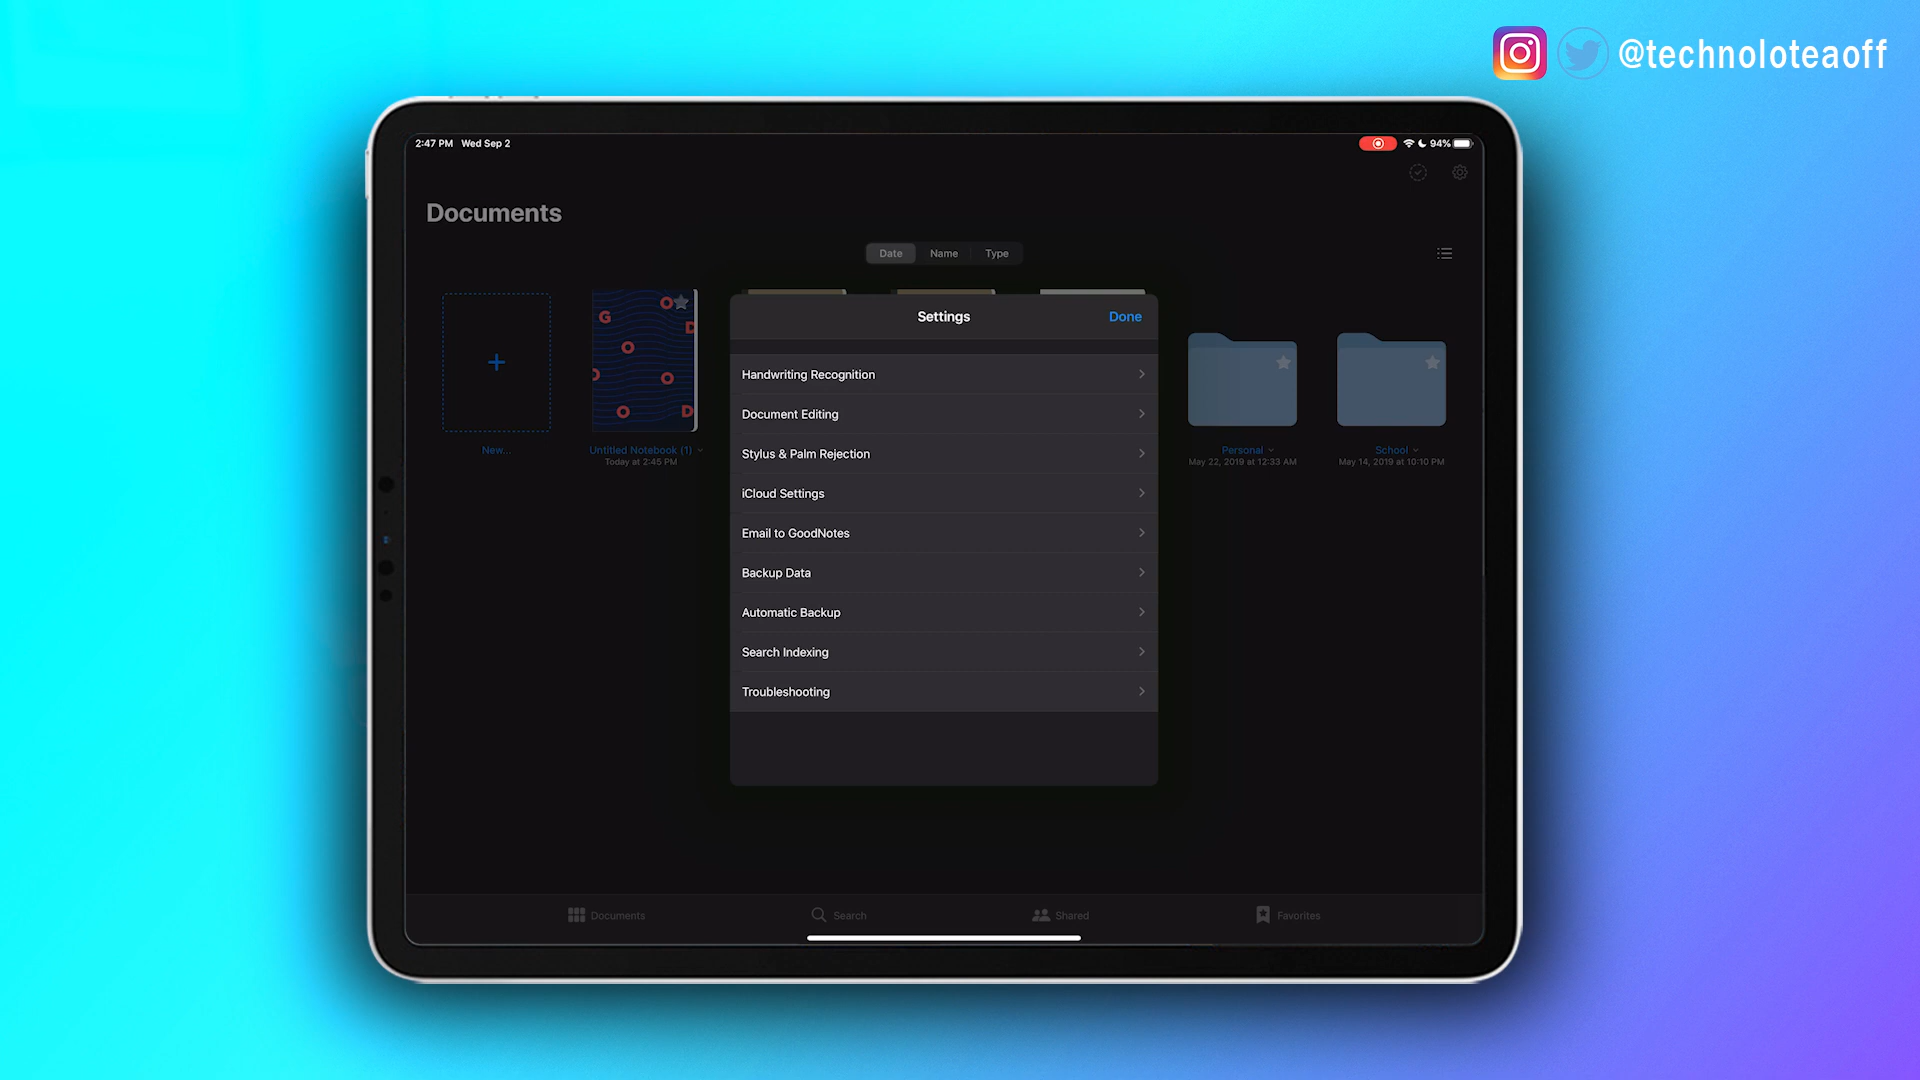 @technoloteaoff
2:47 PM Wed Sep 2
94%
Documents
Date Name Type
Settings
Done
Handwriting Recognition
Document Editing
Stylus & Palm Rejection
iCloud Settings
Email to GoodNotes
Backup Data
Automatic Backup
Search Indexing
Troubleshooting
G
O
D
O
D
O
O
D
New...
Untitled Notebook (1)
Today at 2:45 PM
Personal
May 22, 2019 at 12:33 AM
School
May 14, 2019 at 10:10 PM
Documents
Search
Shared
Favorites